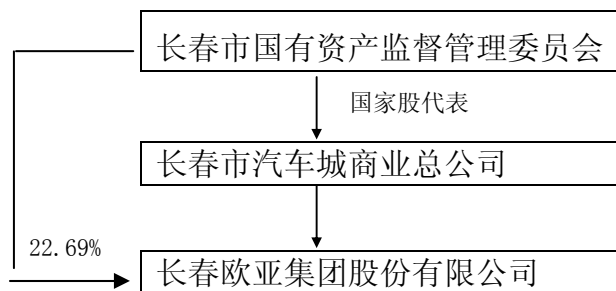 长春市国有资产监督管理委员会
国家股代表
长春市汽车城商业总公司
22.69%
长春欧亚集团股份有限公司